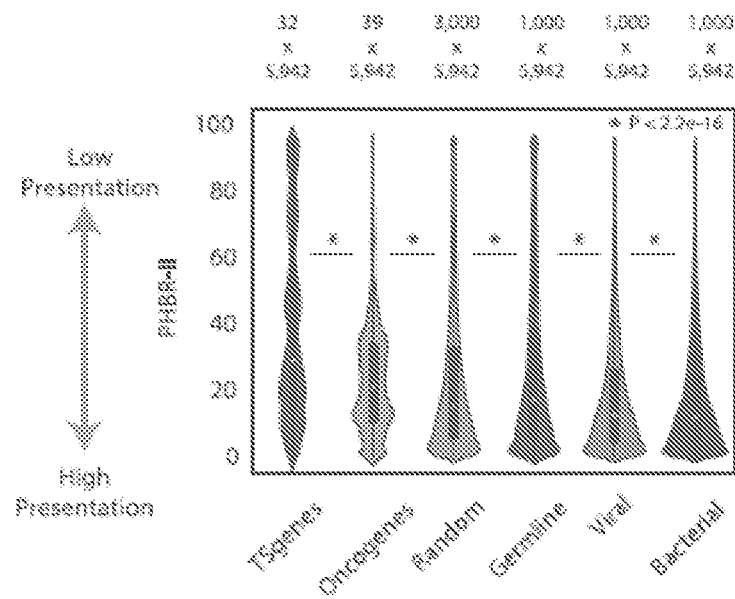 32 39 3,000 1,000 1,000 1,000
x x x x x x
5,942 5,942 5,942 5,942 5,942 5,942
* P < 2.2e-16
100
80
60
40
20
0
PHBR-II
Low
Presentation
High
Presentation
* * * * *
TSgenes
Oncogenes
Random
Germline
Viral
Bacterial